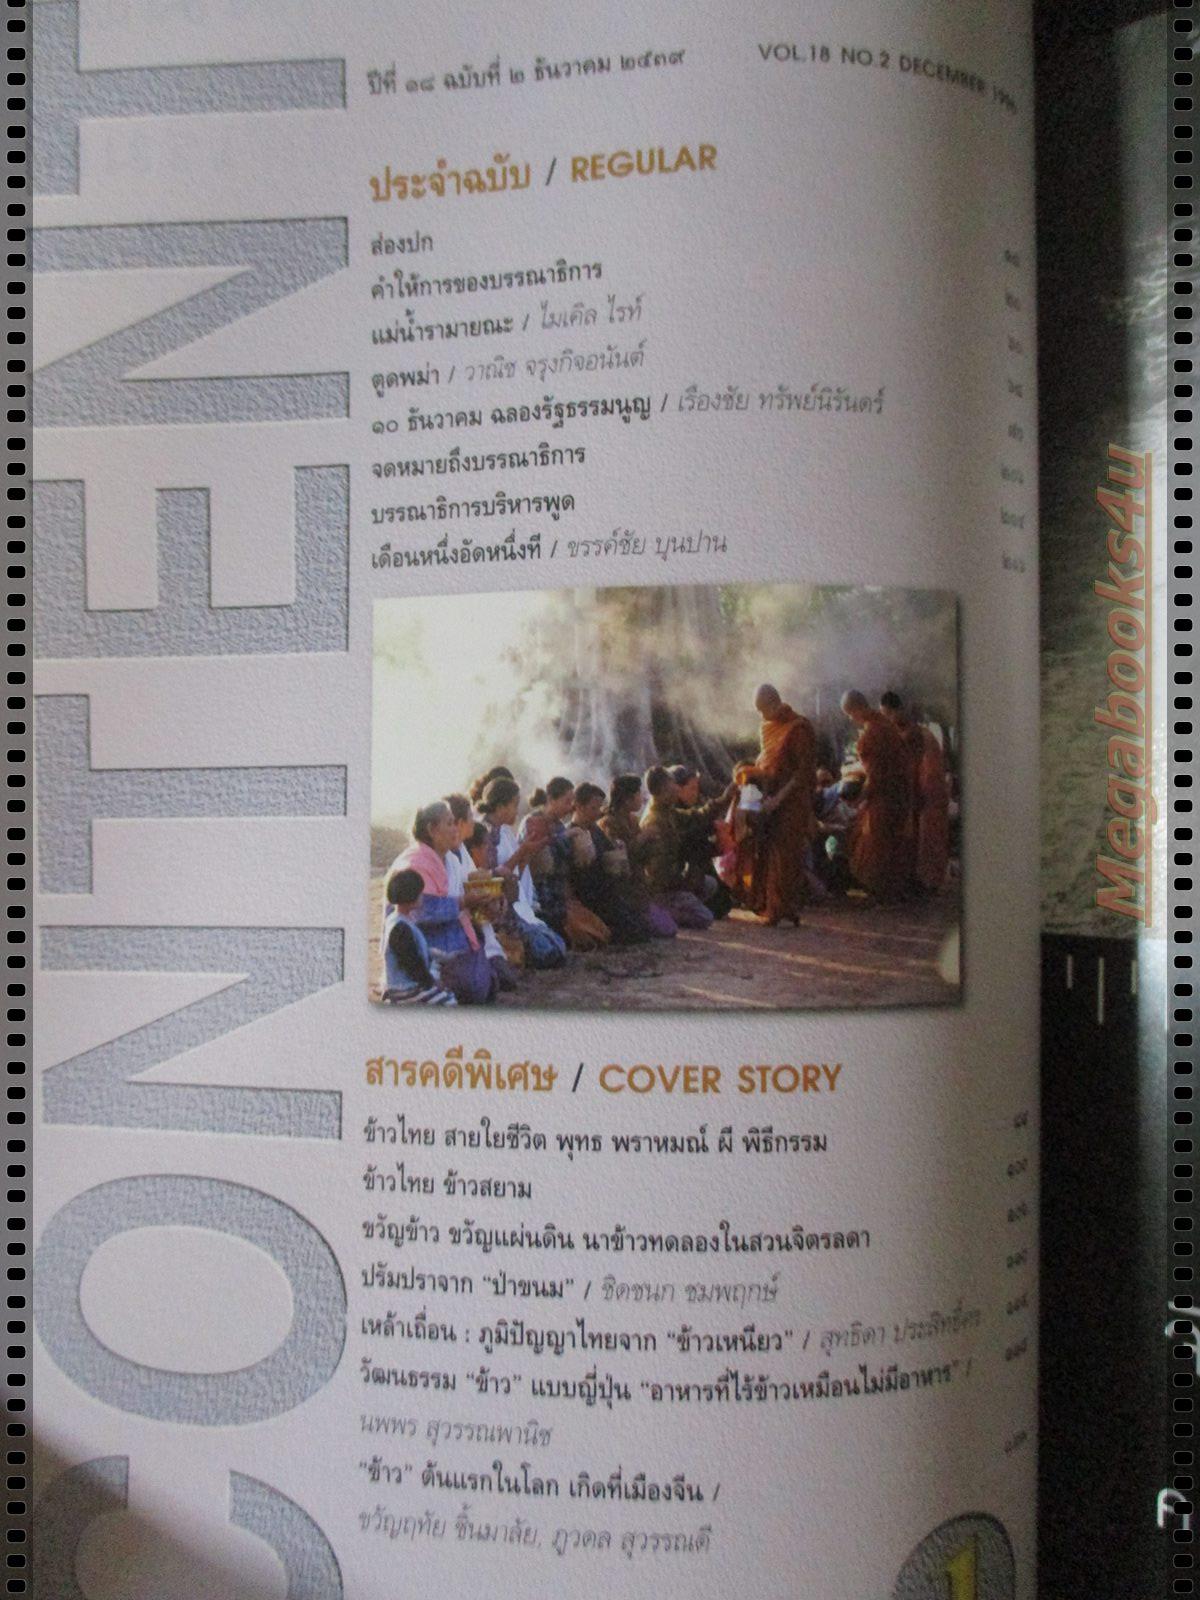 CONTENT
ปีที่ ๑๘ ฉบับที่ ๒ ธันวาคม ๒๕๓๙
VOL.18 NO.2 DECEMBER 1996
ประจำฉบับ / REGULAR
ส่องปก
คำให้การของบรรณาธิการ
แม่น้ำรามายณะ / ไมเคิล ไรท์
ตูดพม่า / วาณิช จรุงกิจอนันต์
๑๐ ธันวาคม ฉลองรัฐธรรมนูญ / เรืองชัย ทรัพย์นิรันดร์
จดหมายถึงบรรณาธิการ
บรรณาธิการบริหารพูด
เดือนหนึ่งอัดหนึ่งที / ขรรค์ชัย บุนปาน
สารคดีพิเศษ / COVER STORY
ข้าวไทย สายใยชีวิต พุทธ พราหมณ์ ผี พิธีกรรม
ข้าวไทย ข้าวสยาม
ขวัญข้าว ขวัญแผ่นดิน นาข้าวทดลองในสวนจิตรลดา
ปรัมปราจาก "ป่าขนม" / ชิดชนก ชมพฤกษ์
เหล้าเถื่อน : ภูมิปัญญาไทยจาก "ข้าวเหนียว" / สุทธิดา
วัฒนธรรม "ข้าว" แบบญี่ปุ่น "อาหารที่ไร้ข้าวเหมือนไม่มีอาหาร" /
นพพร สุวรรณพานิช
"ข้าว" ต้นแรกในโลก เกิดที่เมืองจีน /
ขวัญฤทัย ชิ้นมาลัย, ภูวดล สุวรรณดี
1
Megabooks4u